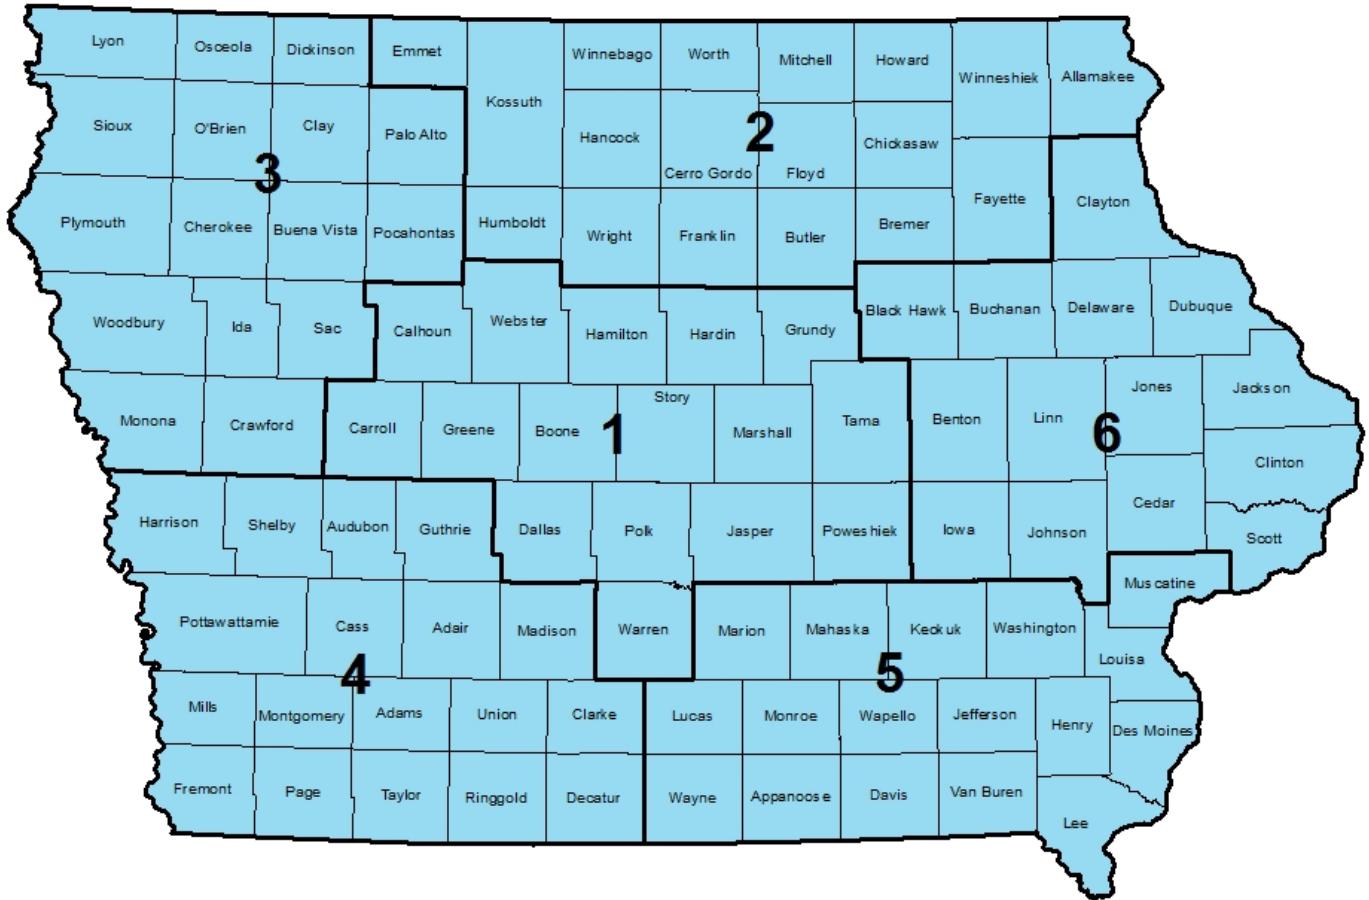 Lyon
Osceola
Dickinson
Emmet
Kossuth
Winnebago
Worth
Mitchell
Howard
Winneshiek
Allamakee
Sioux
O'Brien
Clay
Palo Alto
Hancock
Cerro Gordo
2
Floyd
Chickasaw
3
Plymouth
Cherokee
Buena Vista
Pocahontas
Humboldt
Wright
Franklin
Butler
Bremer
Fayette
Clayton
Woodbury
Ida
Sac
Calhoun
Webster
Hamilton
Hardin
Grundy
Black Hawk
Buchanan
Delaware
Dubuque
Monona
Crawford
Carroll
Greene
Boone
1
Story
Marshall
Tama
Benton
Linn
6
Jones
Jackson
Clinton
Harrison
Shelby
Audubon
Guthrie
Dallas
Polk
Jasper
Poweshiek
Iowa
Johnson
Cedar
Scott
Muscatine
Pottawattamie
Cass
Adair
Madison
Warren
Marion
Mahaska
Keokuk
Washington
Louisa
4
5
Mills
Montgomery
Adams
Union
Clarke
Lucas
Monroe
Wapello
Jefferson
Henry
Des Moines
Fremont
Page
Taylor
Ringgold
Decatur
Wayne
Appanoose
Davis
Van Buren
Lee